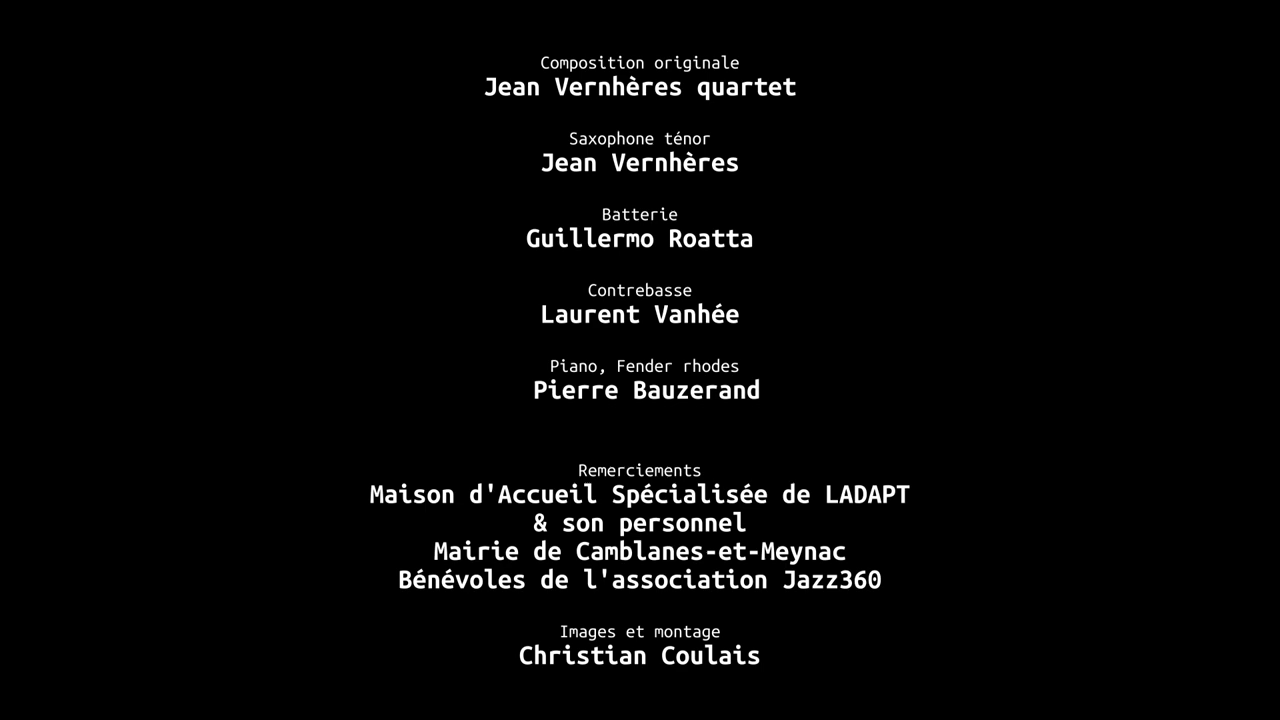 Composition originale
Jean Vernhères quartet
Saxophone ténor
Jean Vernhères
Batterie
Guillermo Roatta
Contrebasse
Laurent Vanhée
Piano, Fender rhodes
Pierre Bauzerand
Remerciements
Maison d'Accueil Spécialisée de LADAPT
& son personnel
Mairie de Camblanes-et-Meynac
Bénévoles de l'association Jazz360
Images et montage
Christian Coulais